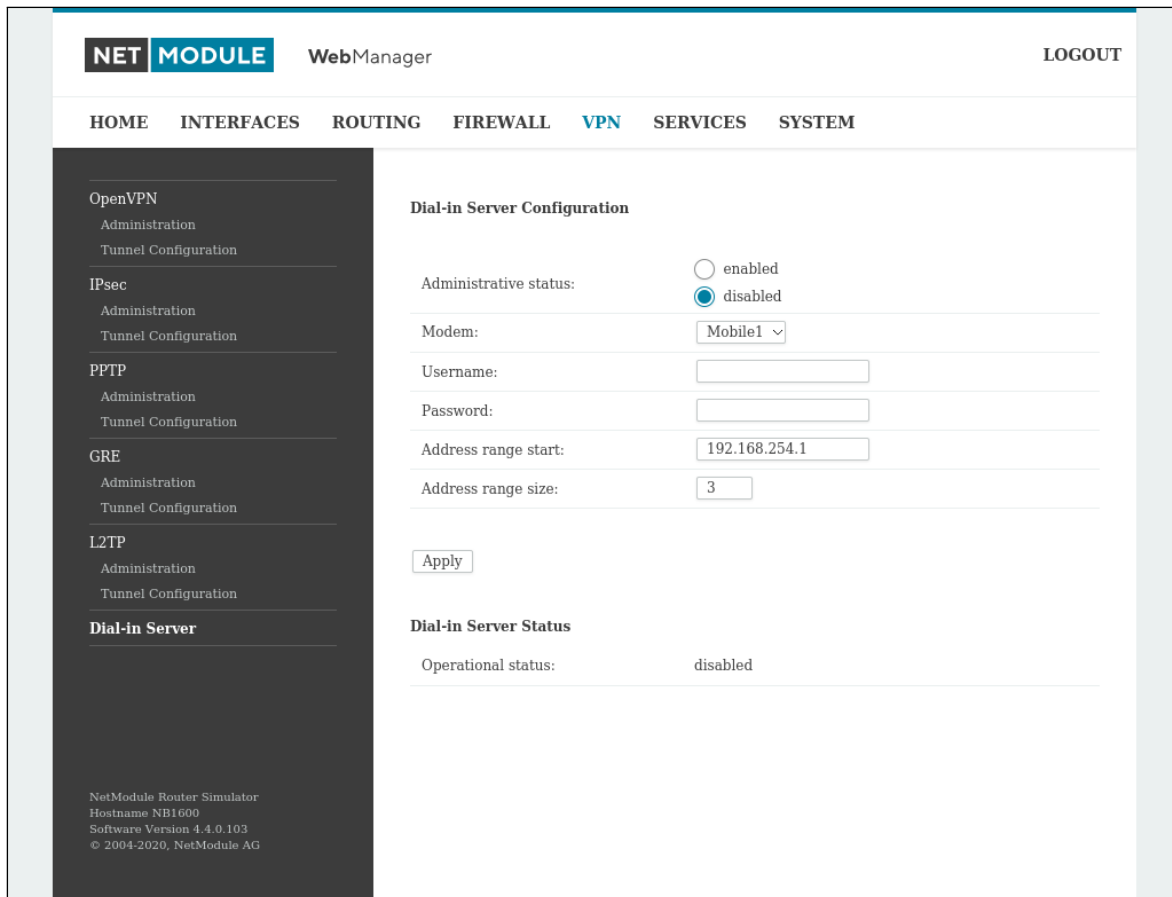 NET MODULE WebManager LOGOUT
HOME INTERFACES ROUTING FIREWALL VPN SERVICES SYSTEM
OpenVPN
Administration
Tunnel Configuration
IPsec
Administration
Tunnel Configuration
PPTP
Administration
Tunnel Configuration
GRE
Administration
Tunnel Configuration
L2TP
Administration
Tunnel Configuration
Dial-in Server
NetModule Router Simulator
Hostname NB1600
Software Version 4.4.0.103
© 2004-2020, NetModule AG
Dial-in Server Configuration
Administrative status: enabled
disabled
Modem: Mobile1
Username:
Password:
Address range start: 192.168.254.1
Address range size: 3
Apply
Dial-in Server Status
Operational status: disabled